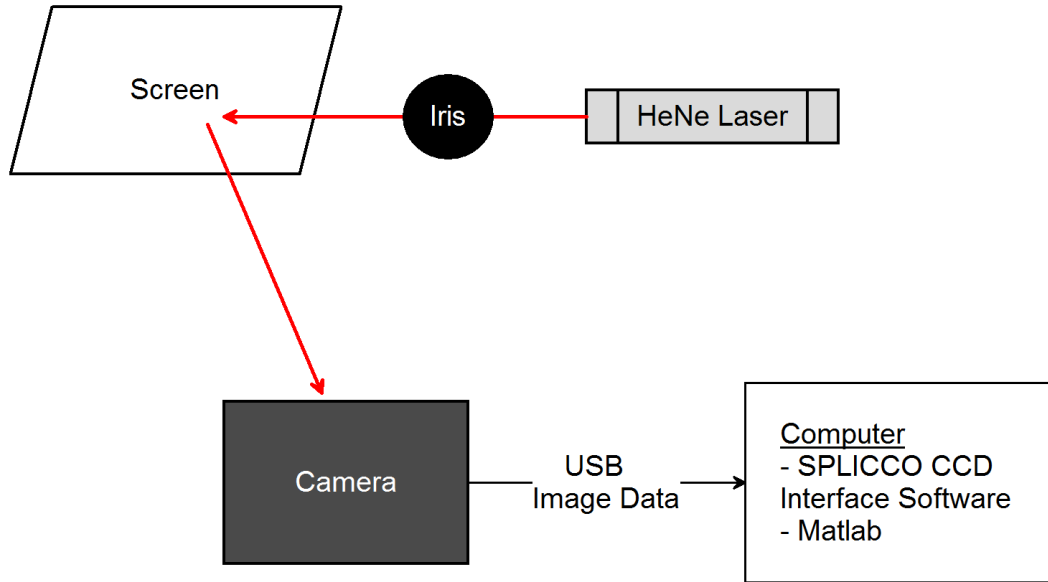 Screen
Iris
HeNe Laser
Camera
USB
Image Data
Computer
- SPLICCO CCD
Interface Software
- Matlab